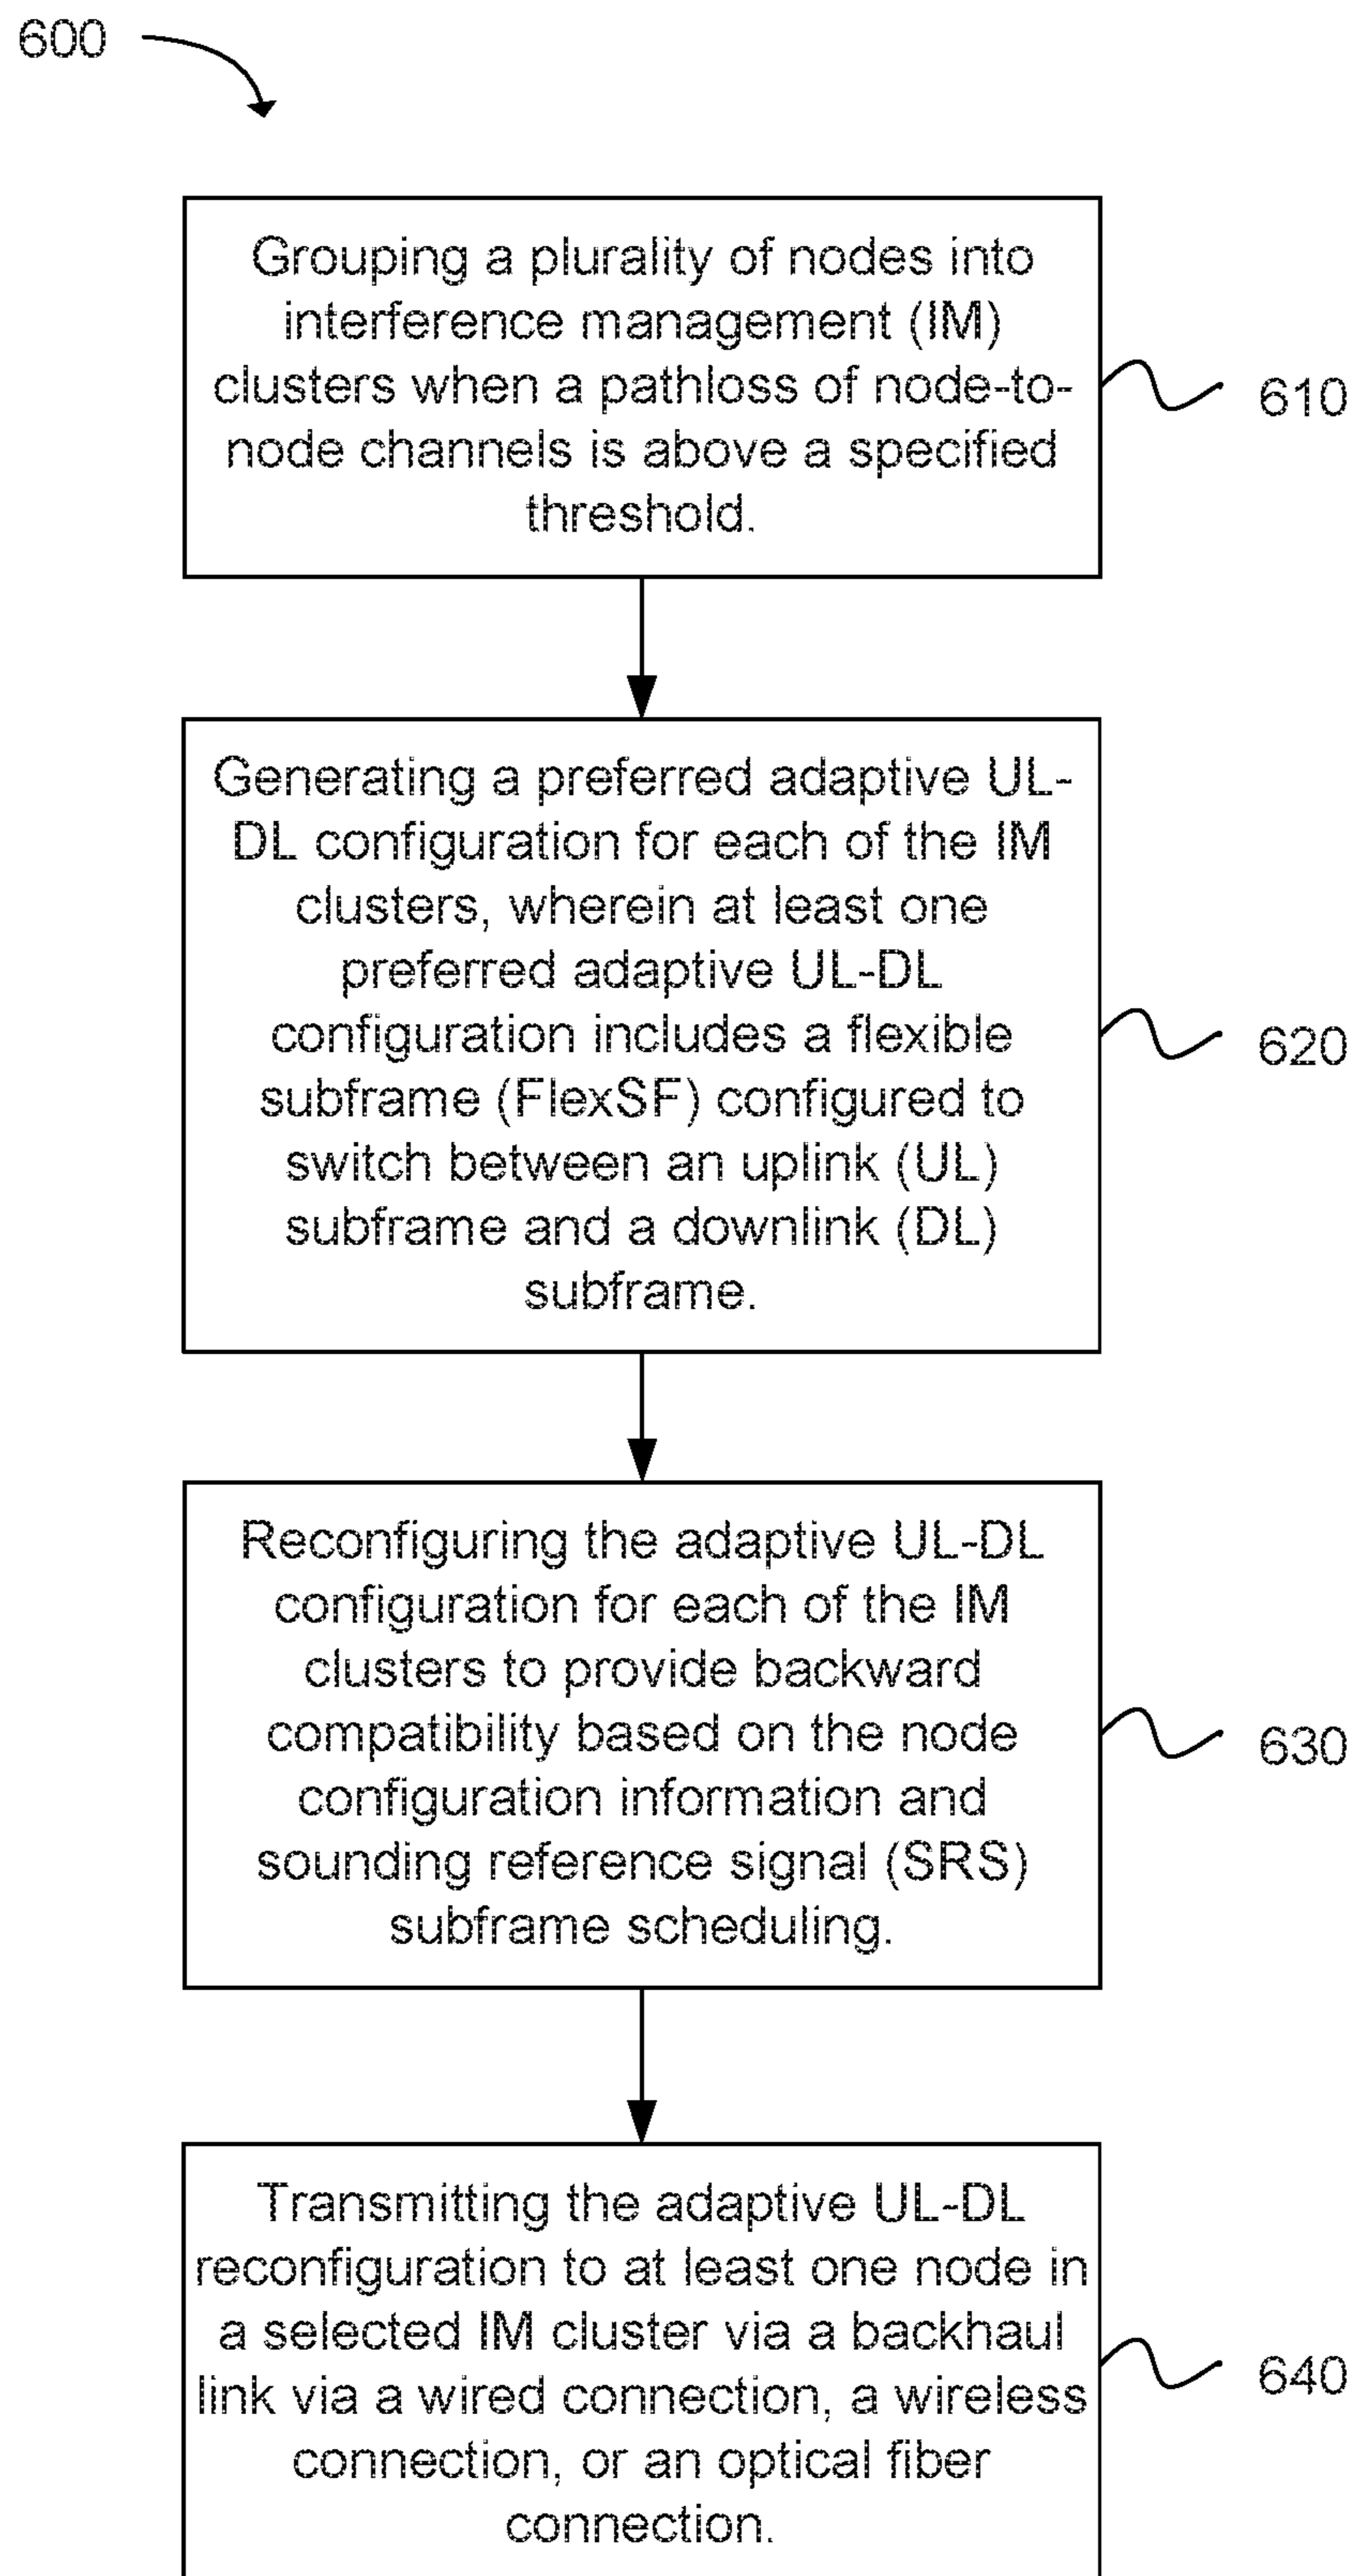 600
Grouping a plurality of nodes into
interference management (IM)
clusters when a pathloss of node-to-
node channels is above a specified
threshold.
610
Generating a preferred adaptive UL-
DL configuration for each of the IM
clusters, wherein at least one
preferred adaptive UL-DL
configuration includes a flexible
subframe (FlexSF) configured to
switch between an uplink (UL)
subframe and a downlink (DL)
subframe.
620
Reconfiguring the adaptive UL-DL
configuration for each of the IM
clusters to provide backward
compatibility based on the node
configuration information and
sounding reference signal (SRS)
subframe scheduling.
630
Transmitting the adaptive UL-DL
reconfiguration to at least one node in
a selected IM cluster via a backhaul
link via a wired connection, a wireless
connection, or an optical fiber
connection.
640